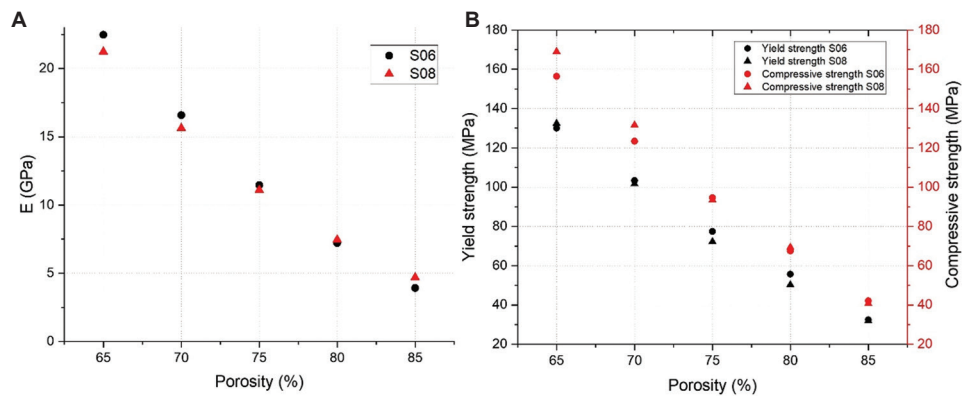 A
20
15
10
5
0
E (GPa)
S06
S08
65 70 75 80 85
Porosity (%)
B
180
160
140
120
100
80
60
40
20
Yield strength (MPa)
Yield strength S06
Yield strength S08
Compressive strength S06
Compressive strength S08
180
160
140
120
100
80
60
40
20
Compressive strength (MPa)
65 70 75 80 85
Porosity (%)